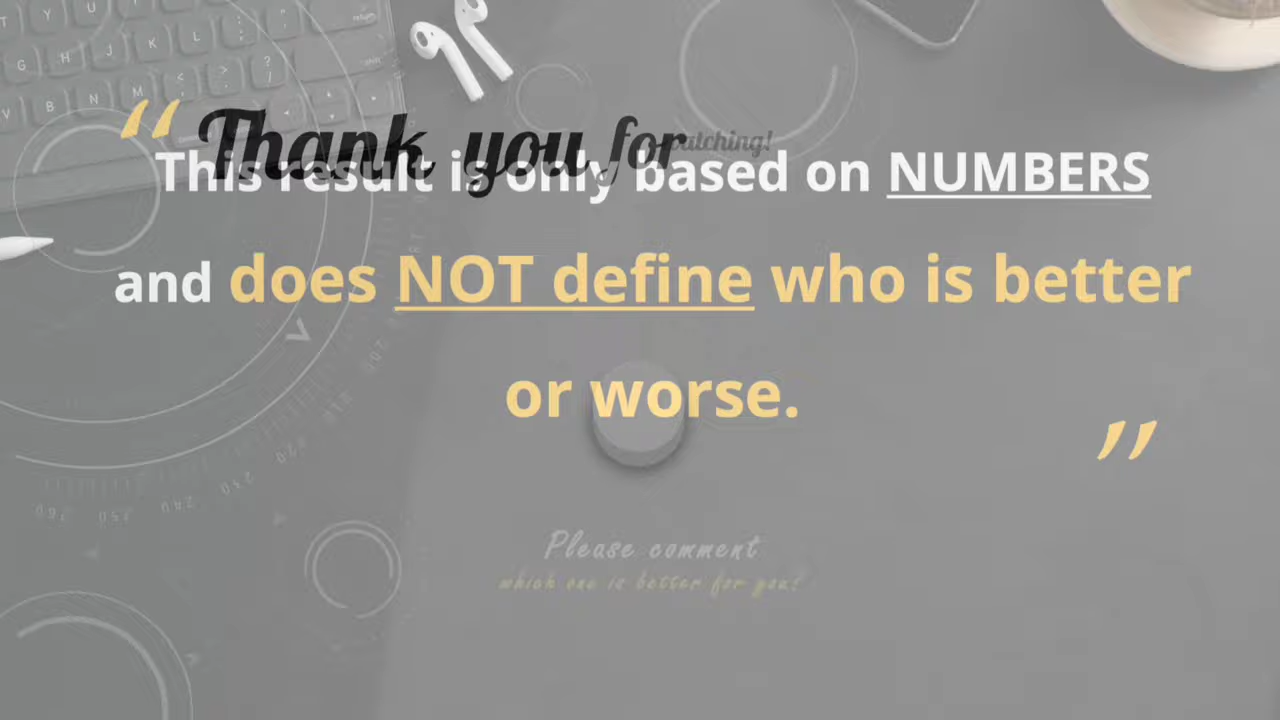 Thank you for watching!
“This result is only based on NUMBERS
and does NOT define who is better
or worse.”
Please comment
which one is better for you?